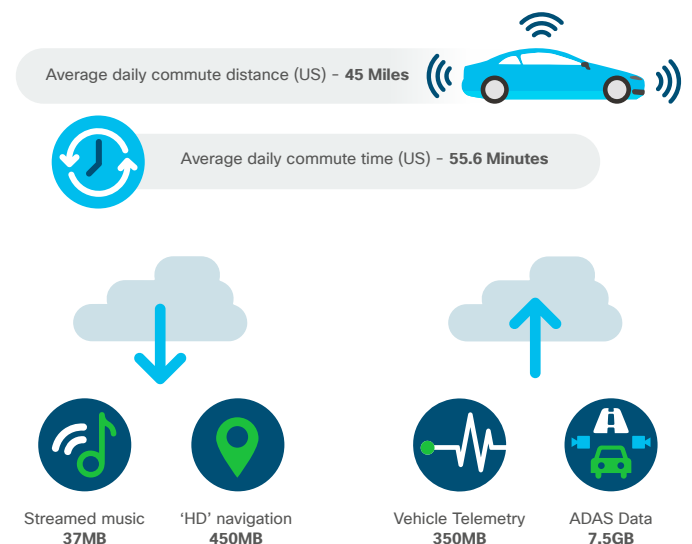 Average daily commute distance (US) - 45 Miles
Average daily commute time (US) - 55.6 Minutes
Streamed music
37MB
'HD' navigation
450MB
Vehicle Telemetry
350MB
ADAS Data
7.5GB